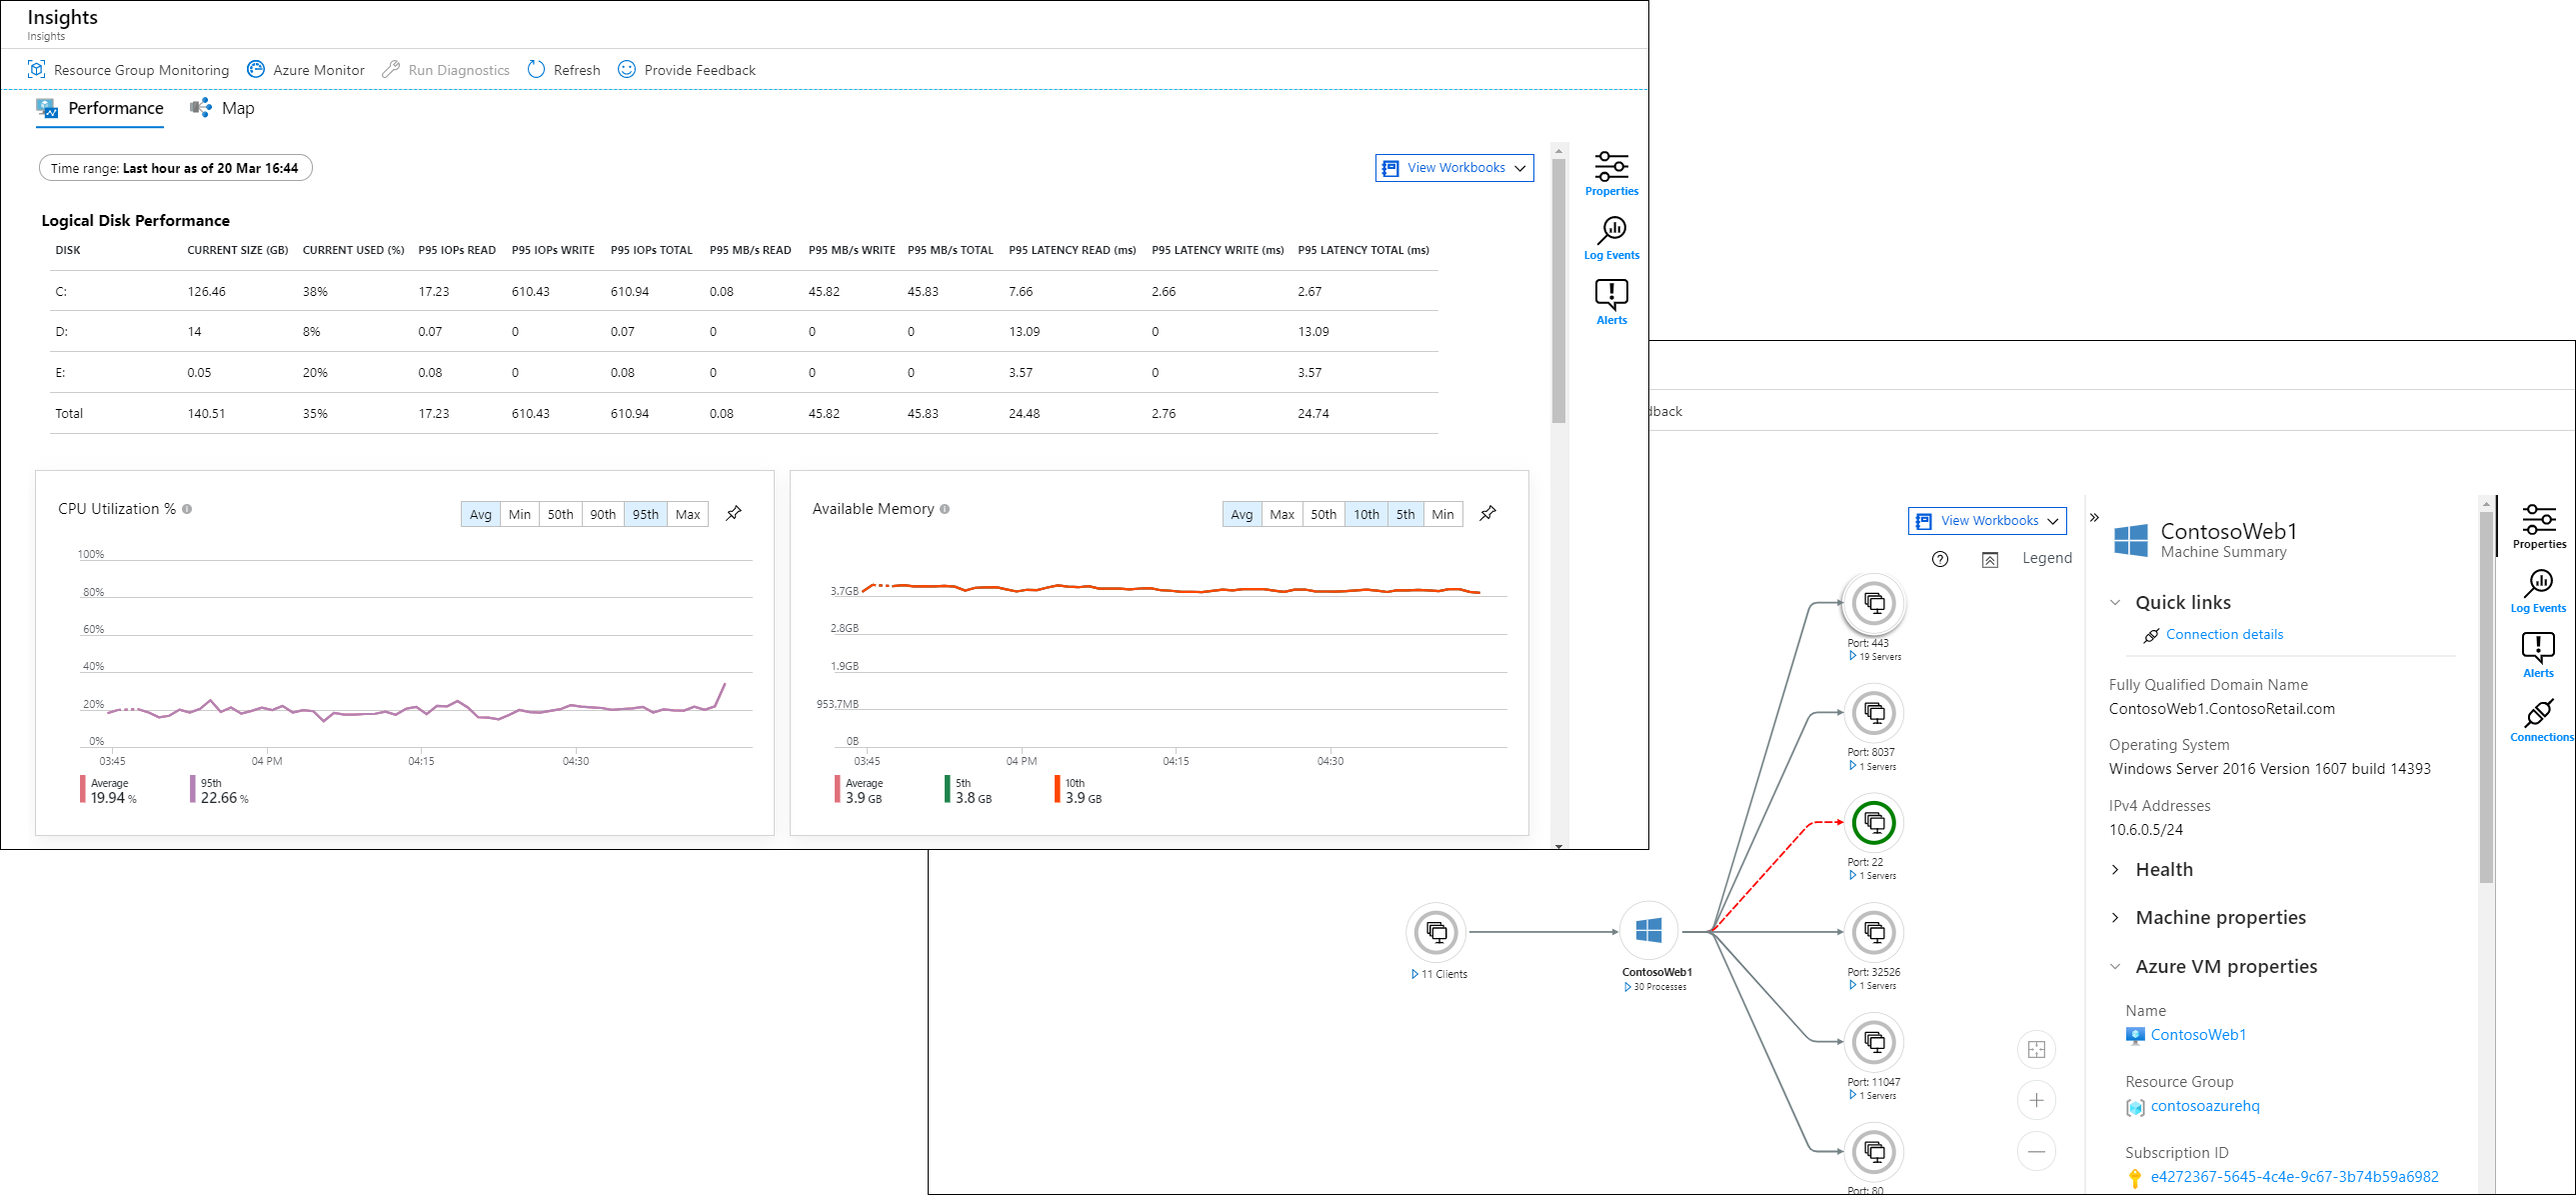 Insights
Insights
Resource Group Monitoring Azure Monitor Run Diagnostics Refresh Provide Feedback
Performance Map
Time range: Last hour as of 20 Mar 16:44
View Workbooks
Properties
Log Events
Alerts
Logical Disk Performance
DISK CURRENT SIZE (GB) CURRENT USED (%) P95 IOPs READ P95 IOPs WRITE P95 IOPs TOTAL P95 MB/s READ P95 MB/s WRITE P95 MB/s TOTAL P95 LATENCY READ (ms) P95 LATENCY WRITE (ms) P95 LATENCY TOTAL (ms)
C: 126.46 38% 17.23 610.43 610.94 0.08 45.82 45.83 7.66 2.66 2.67
D: 14 8% 0.07 0 0.07 0 0 0 13.09 0 13.09
E: 0.05 20% 0.08 0 0.08 0 0 0 3.57 0 3.57
Total 140.51 35% 17.23 610.43 610.94 0.08 45.82 45.83 24.48 2.76 24.74
CPU Utilization %
Avg Min 50th 90th 95th Max
100%
80%
60%
40%
20%
0%
03:45 04 PM 04:15 04:30
Average 95th
19.94 % 22.66 %
Available Memory
Avg Max 50th 10th 5th Min
3.7GB
2.8GB
1.9GB
953.7MB
0B
03:45 04 PM 04:15 04:30
Average 5th 10th
3.9 GB 3.8 GB 3.9 GB
dback
View Workbooks
Legend
Port: 443
19 Servers
Port: 8037
1 Servers
Port: 22
1 Servers
11 Clients
ContosoWeb1
30 Processes
Port: 32526
1 Servers
Port: 11047
1 Servers
Port: 80
ContosoWeb1
Machine Summary
Quick links
Connection details
Fully Qualified Domain Name
ContosoWeb1.ContosoRetail.com
Operating System
Windows Server 2016 Version 1607 build 14393
IPv4 Addresses
10.6.0.5/24
Health
Machine properties
Azure VM properties
Name
ContosoWeb1
Resource Group
contosoazurehq
Subscription ID
e4272367-5645-4c4e-9c67-3b74b59a6982
Properties
Log Events
Alerts
Connections